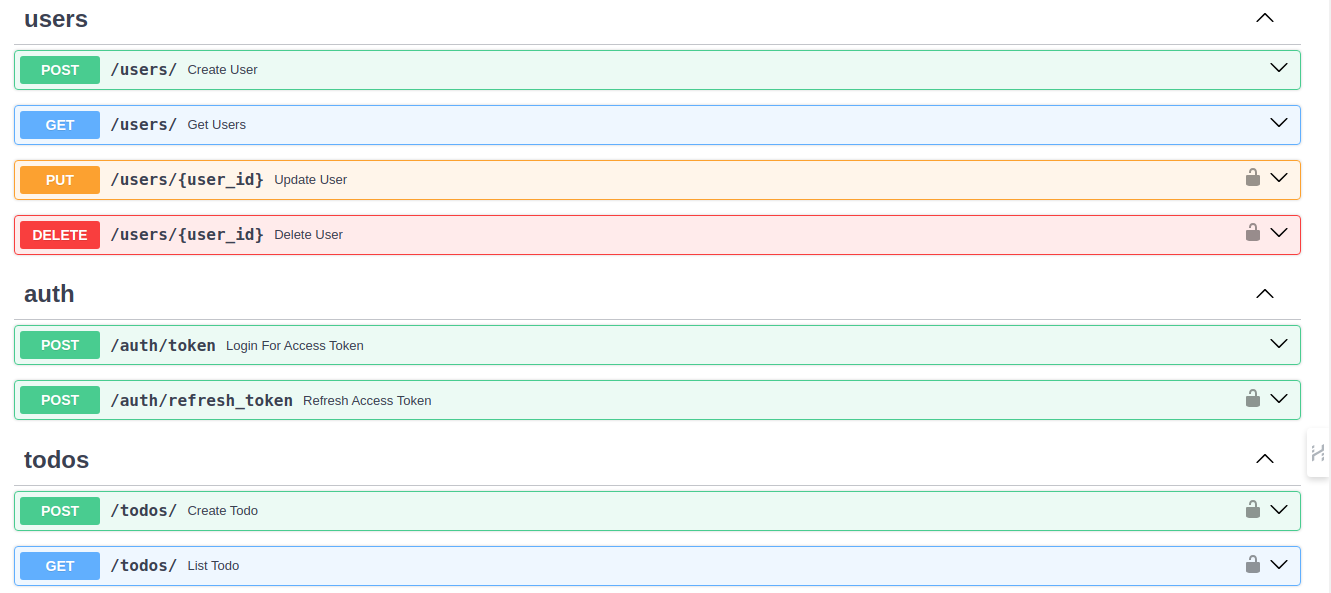 users
POST /users/ Create User
GET /users/ Get Users
PUT /users/{user_id} Update User
DELETE /users/{user_id} Delete User
auth
POST /auth/token Login For Access Token
POST /auth/refresh_token Refresh Access Token
todos
POST /todos/ Create Todo
GET /todos/ List Todo